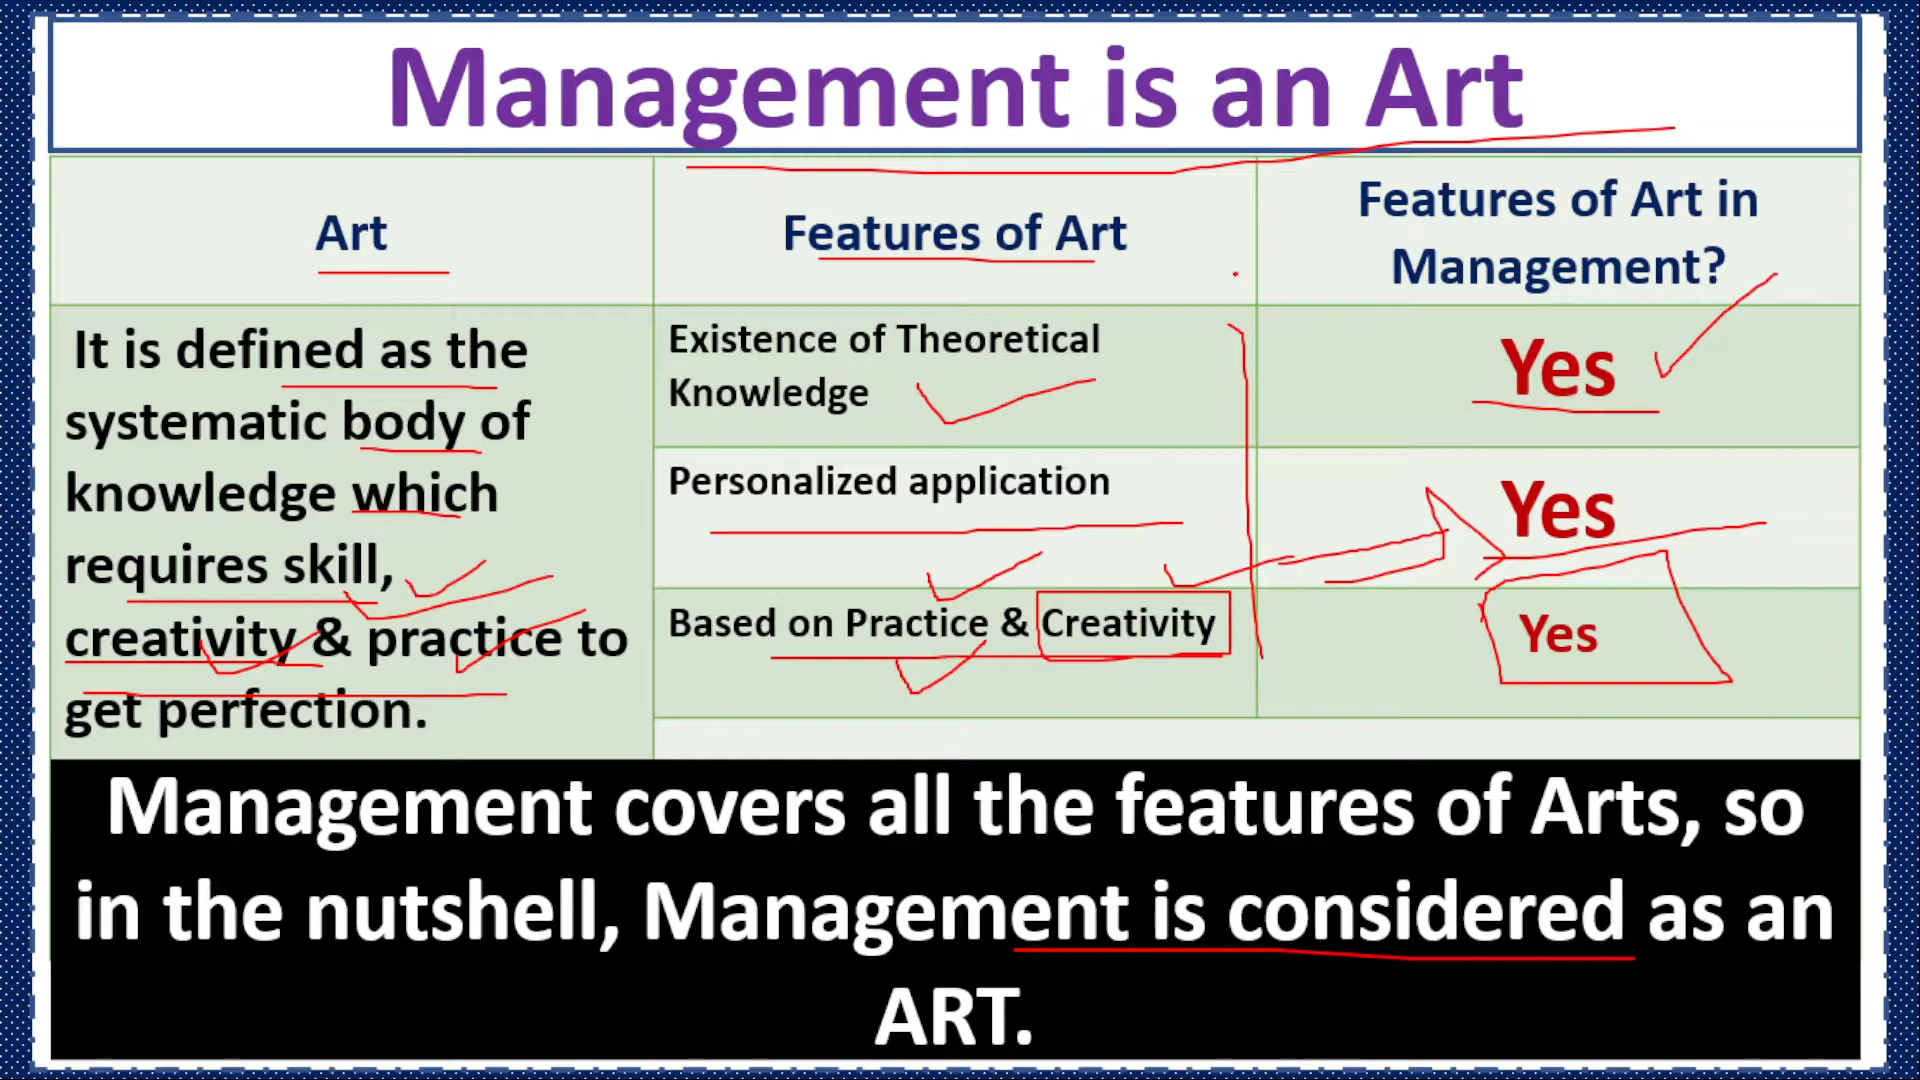 Management is an Art
Art
Features of Art
Features of Art in
Management?
It is defined as the
systematic body of
knowledge which
requires skill,
creativity & practice to
get perfection.
Existence of Theoretical
Knowledge
Yes
Personalized application
Yes
Based on Practice & Creativity
Yes
Management covers all the features of Arts, so
in the nutshell, Management is considered as an
ART.